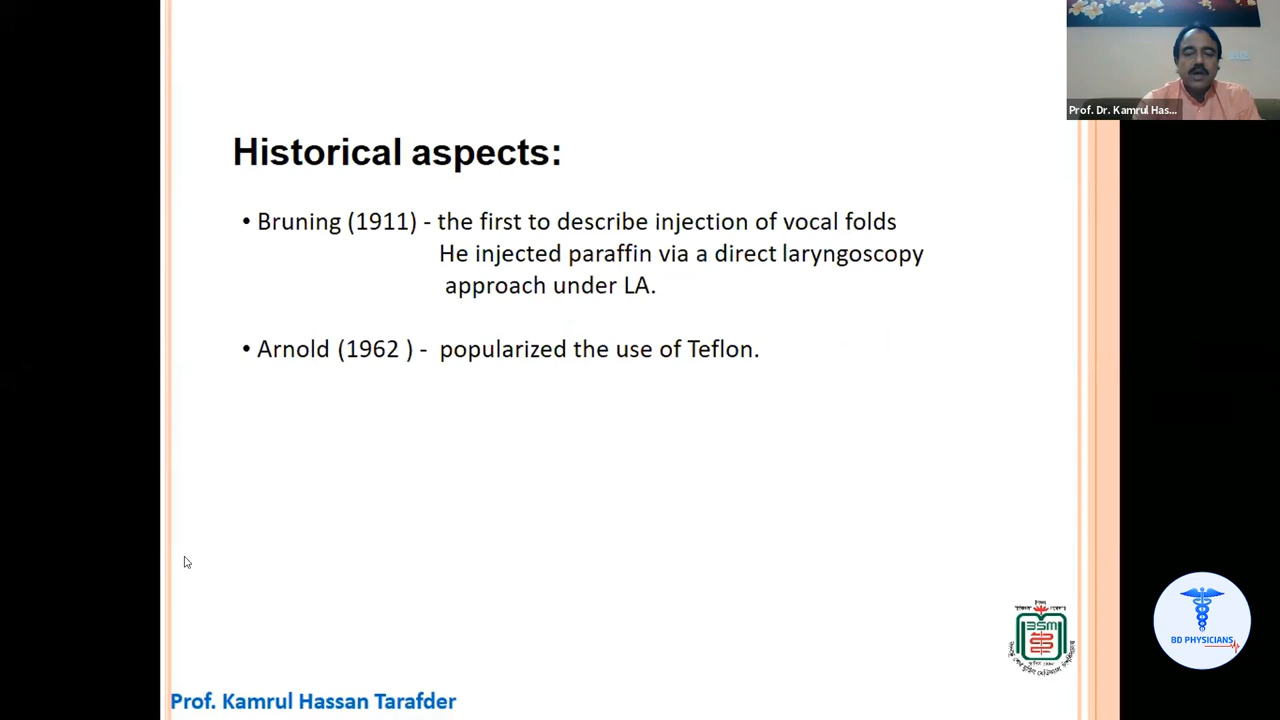 Prof. Dr. Kamrul Has...
Historical aspects:
• Bruning (1911) - the first to describe injection of vocal folds
He injected paraffin via a direct laryngoscopy
approach under LA.
• Arnold (1962 ) - popularized the use of Teflon.
BSM
BD PHYSICIANS
Prof. Kamrul Hassan Tarafder